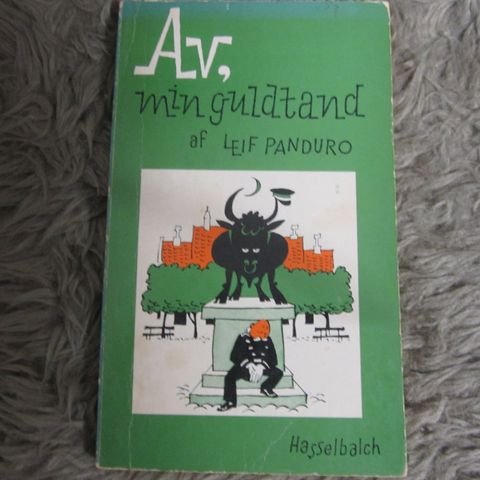 Av,
min guldtand
af LEIF PANDURO
Hasselbalch